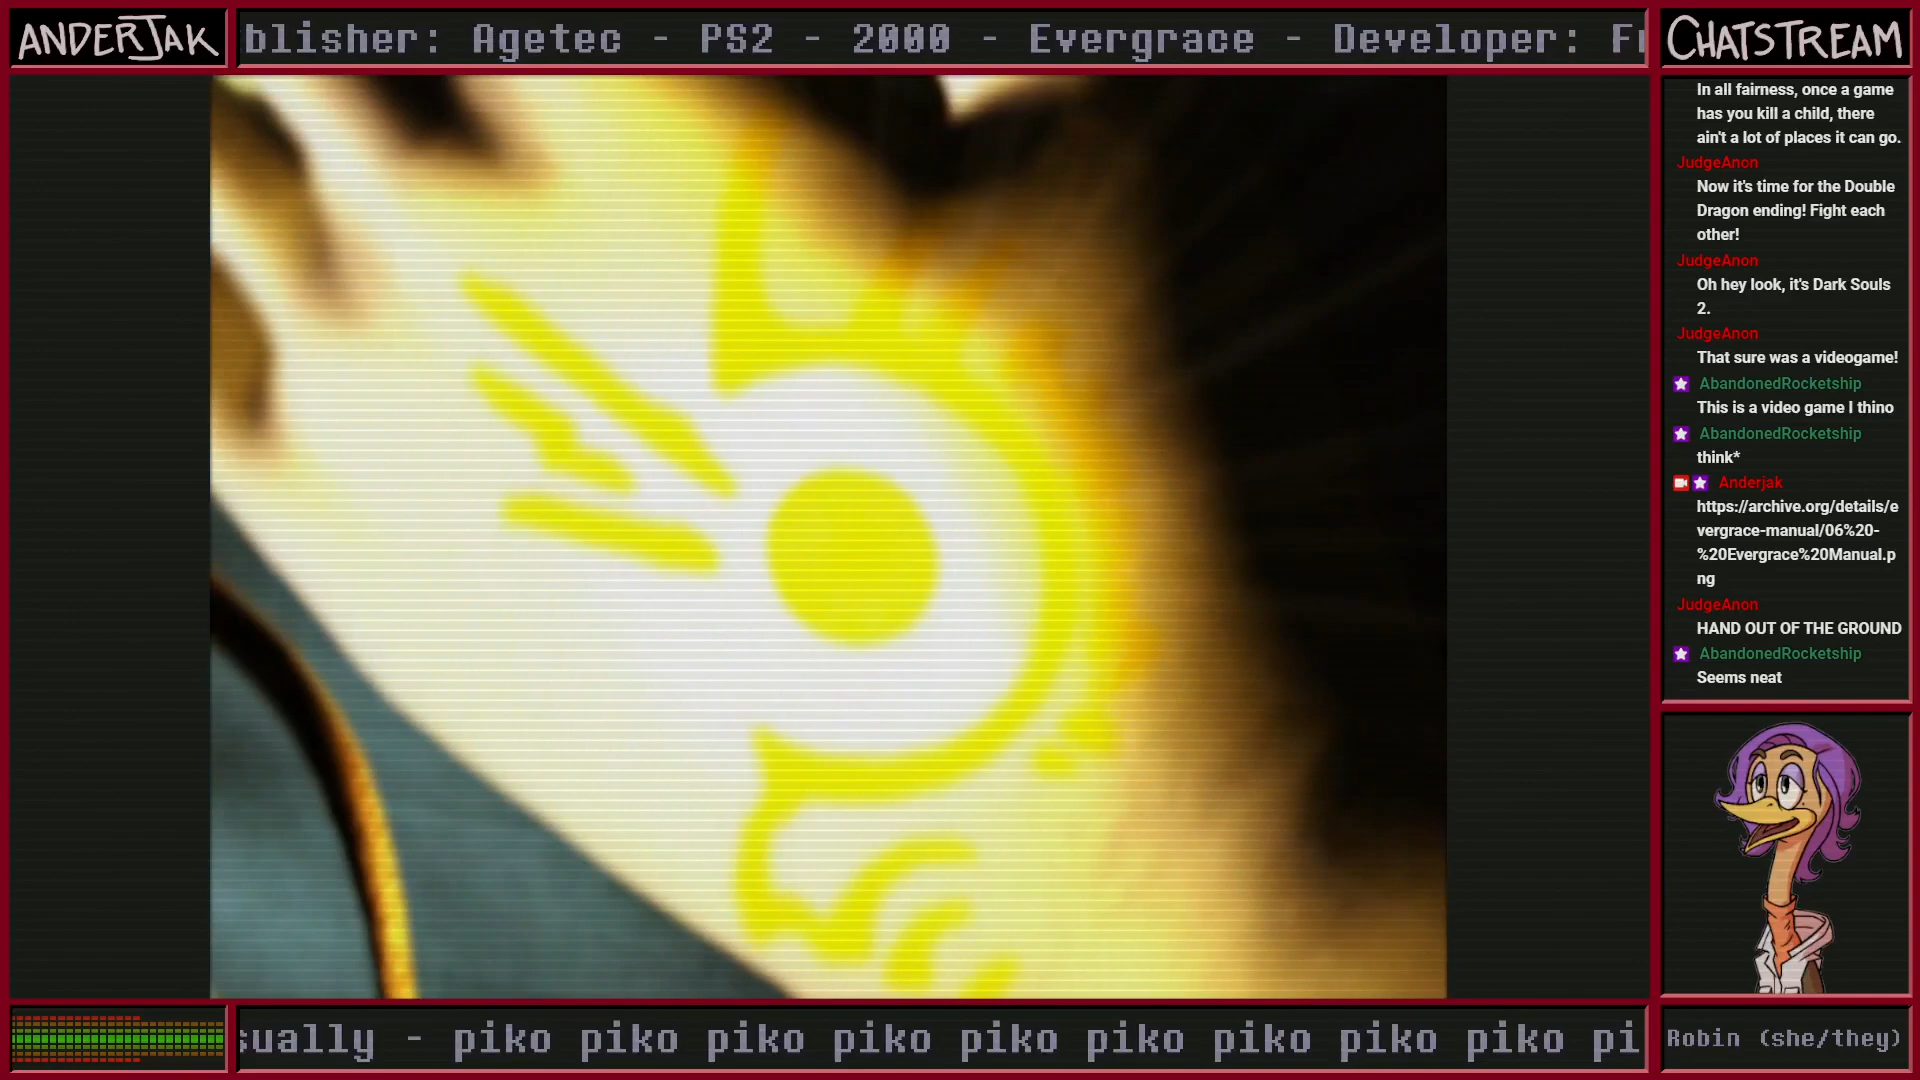 ANDERJAK
blisher: Agetec - PS2 - 2000 - Evergrace - Developer: Fr
CHATSTREAM
In all fairness, once a game
has you kill a child, there
ain't a lot of places it can go.
JudgeAnon
Now it's time for the Double
Dragon ending! Fight each
other!
JudgeAnon
Oh hey look, it's Dark Souls
2.
JudgeAnon
That sure was a videogame!
AbandonedRocketship
This is a video game I thino
AbandonedRocketship
think*
Anderjak
https://archive.org/details/e
vergrace-manual/06%20-
%20Evergrace%20Manual.p
ng
JudgeAnon
HAND OUT OF THE GROUND
AbandonedRocketship
Seems neat
sually - piko piko piko piko piko piko piko piko piko pi
Robin (she/they)